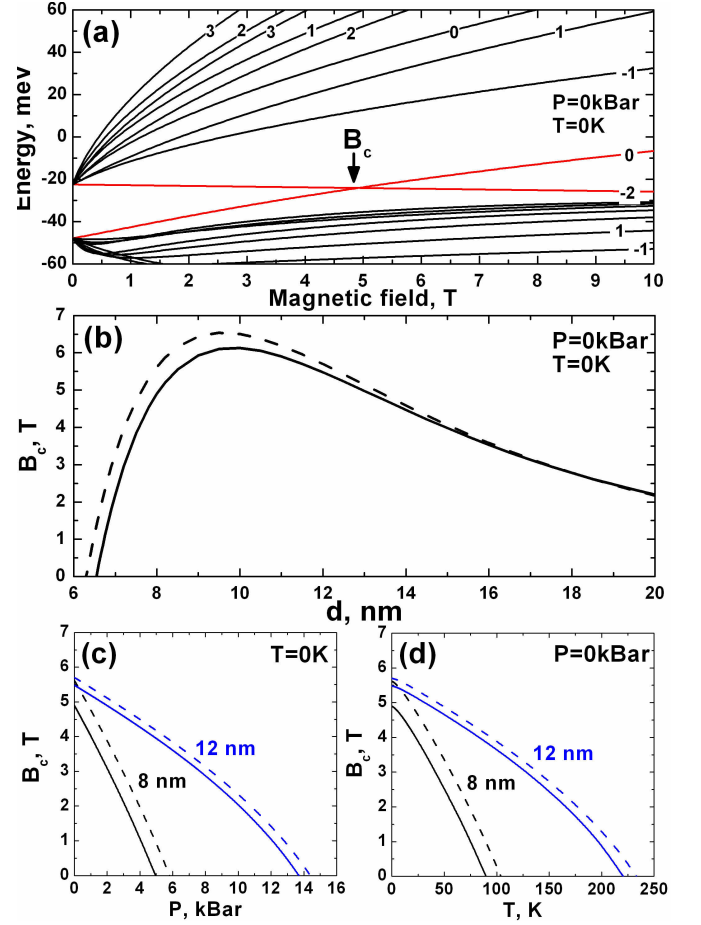 60
(a)
3
2
3
1
2
0
1
40
-1
20
P=0kBar
T=0K
0
B
c
0
-20
-2
-40
1
-1
-60
0 1 2 3 4 5 6 7 8 9 10
Energy, mev
Magnetic field, T
7
(b)
P=0kBar
T=0K
6
5
4
3
2
1
0
6 8 10 12 14 16 18 20
B_c, T
d, nm
7
(c)
T=0K
6
5
4
3
2
1
0
12 nm
8 nm
0 2 4 6 8 10 12 14 16
B_c, T
P, kBar
7
(d)
P=0kBar
6
5
4
3
2
1
0
12 nm
8 nm
0 50 100 150 200 250
B_c, T
T, K